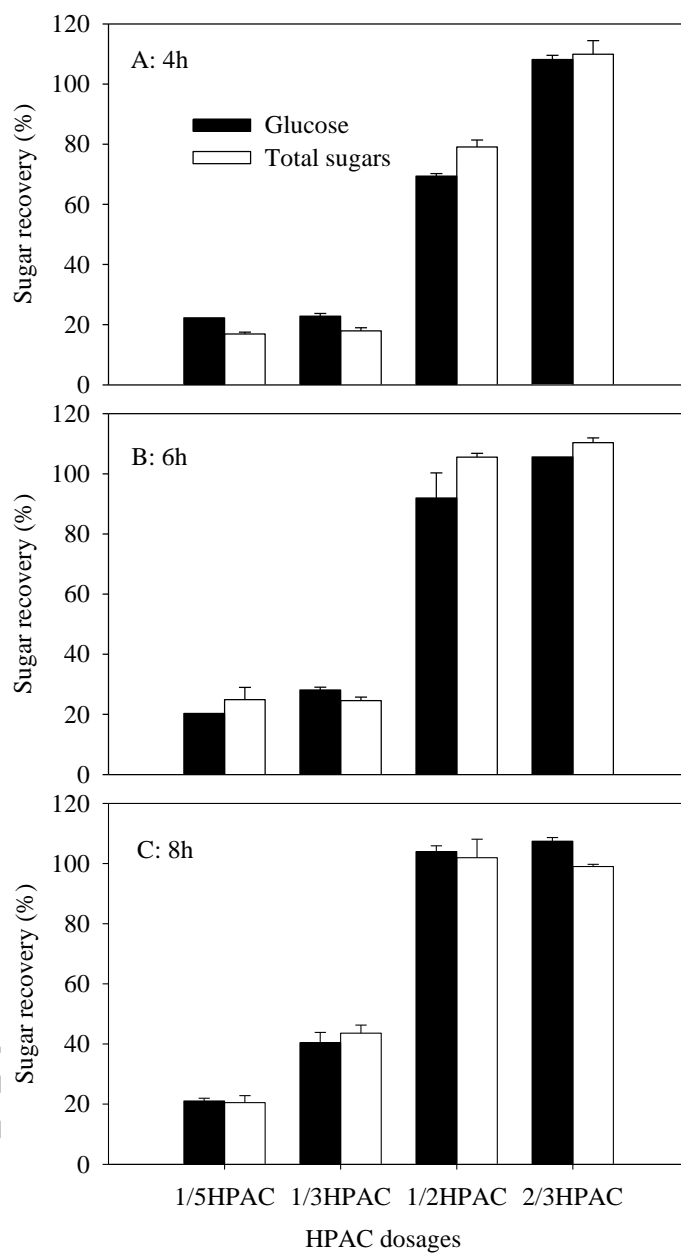 120
100
80
60
40
20
0
Sugar recovery (%)
A: 4h
Glucose
Total sugars
120
100
80
60
40
20
0
Sugar recovery (%)
B: 6h
120
100
80
60
40
20
0
Sugar recovery (%)
C: 8h
1/5HPAC 1/3HPAC 1/2HPAC 2/3HPAC
HPAC dosages